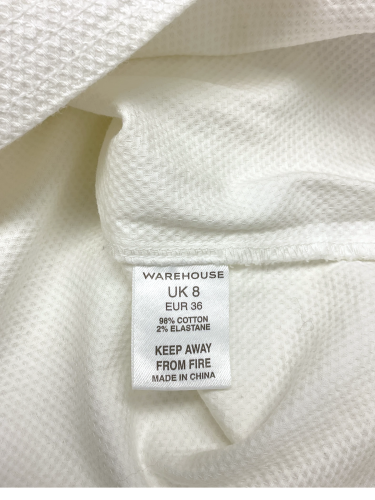 WAREHOUSE
UK 8
EUR 36
98% COTTON
2% ELASTANE
KEEP AWAY
FROM FIRE
MADE IN CHINA